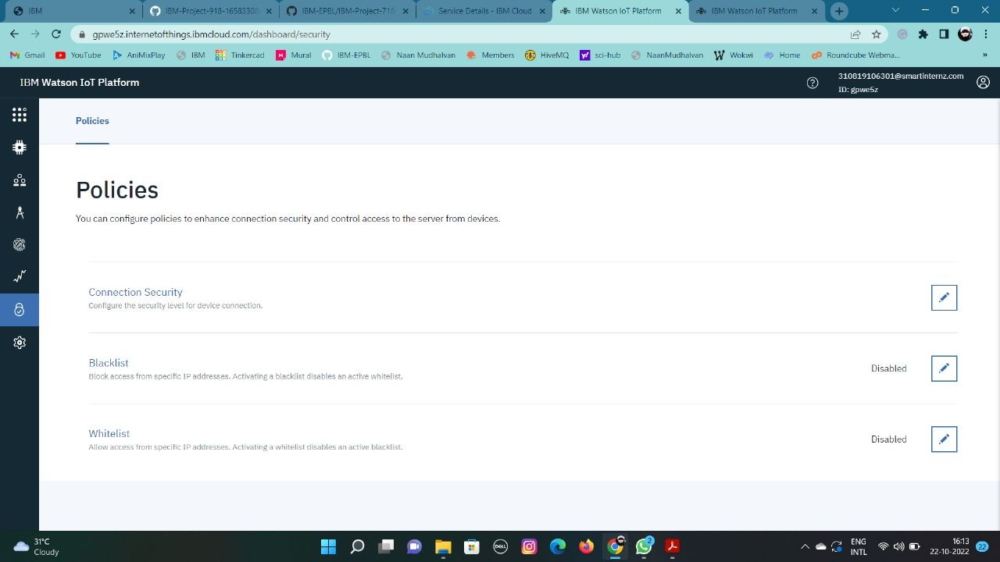 IBM
IBM-Project-918-16583308
IBM-EPBL/IBM-Project-718
Service Details - IBM Cloud
IBM Watson IoT Platform
IBM Watson IoT Platform
gpwe5z.internetofthings.ibmcloud.com/dashboard/security
Gmail
YouTube
AniMixPlay
IBM
Tinkercad
Mural
IBM-EPBL
Naan Mudhalvan
Members
HiveMQ
sci-hub
NaanMudhalvan
Wokwi
Home
Roundcube Webma...
»
IBM Watson IoT Platform
310819106301@smartinternz.com
ID: gpwe5z
Policies
Policies
You can configure policies to enhance connection security and control access to the server from devices.
Connection Security
Configure the security level for device connection.
Blacklist
Block access from specific IP addresses. Activating a blacklist disables an active whitelist.
Disabled
Whitelist
Allow access from specific IP addresses. Activating a whitelist disables an active blacklist.
Disabled
31°C
Cloudy
DELL
2
ENG
INTL
16:13
22-10-2022
22